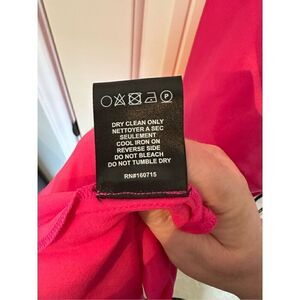 P
DRY CLEAN ONLY
NETTOYER A SEC
SEULEMENT
COOL IRON ON
REVERSE SIDE
DO NOT BLEACH
DO NOT TUMBLE DRY
RN#160715